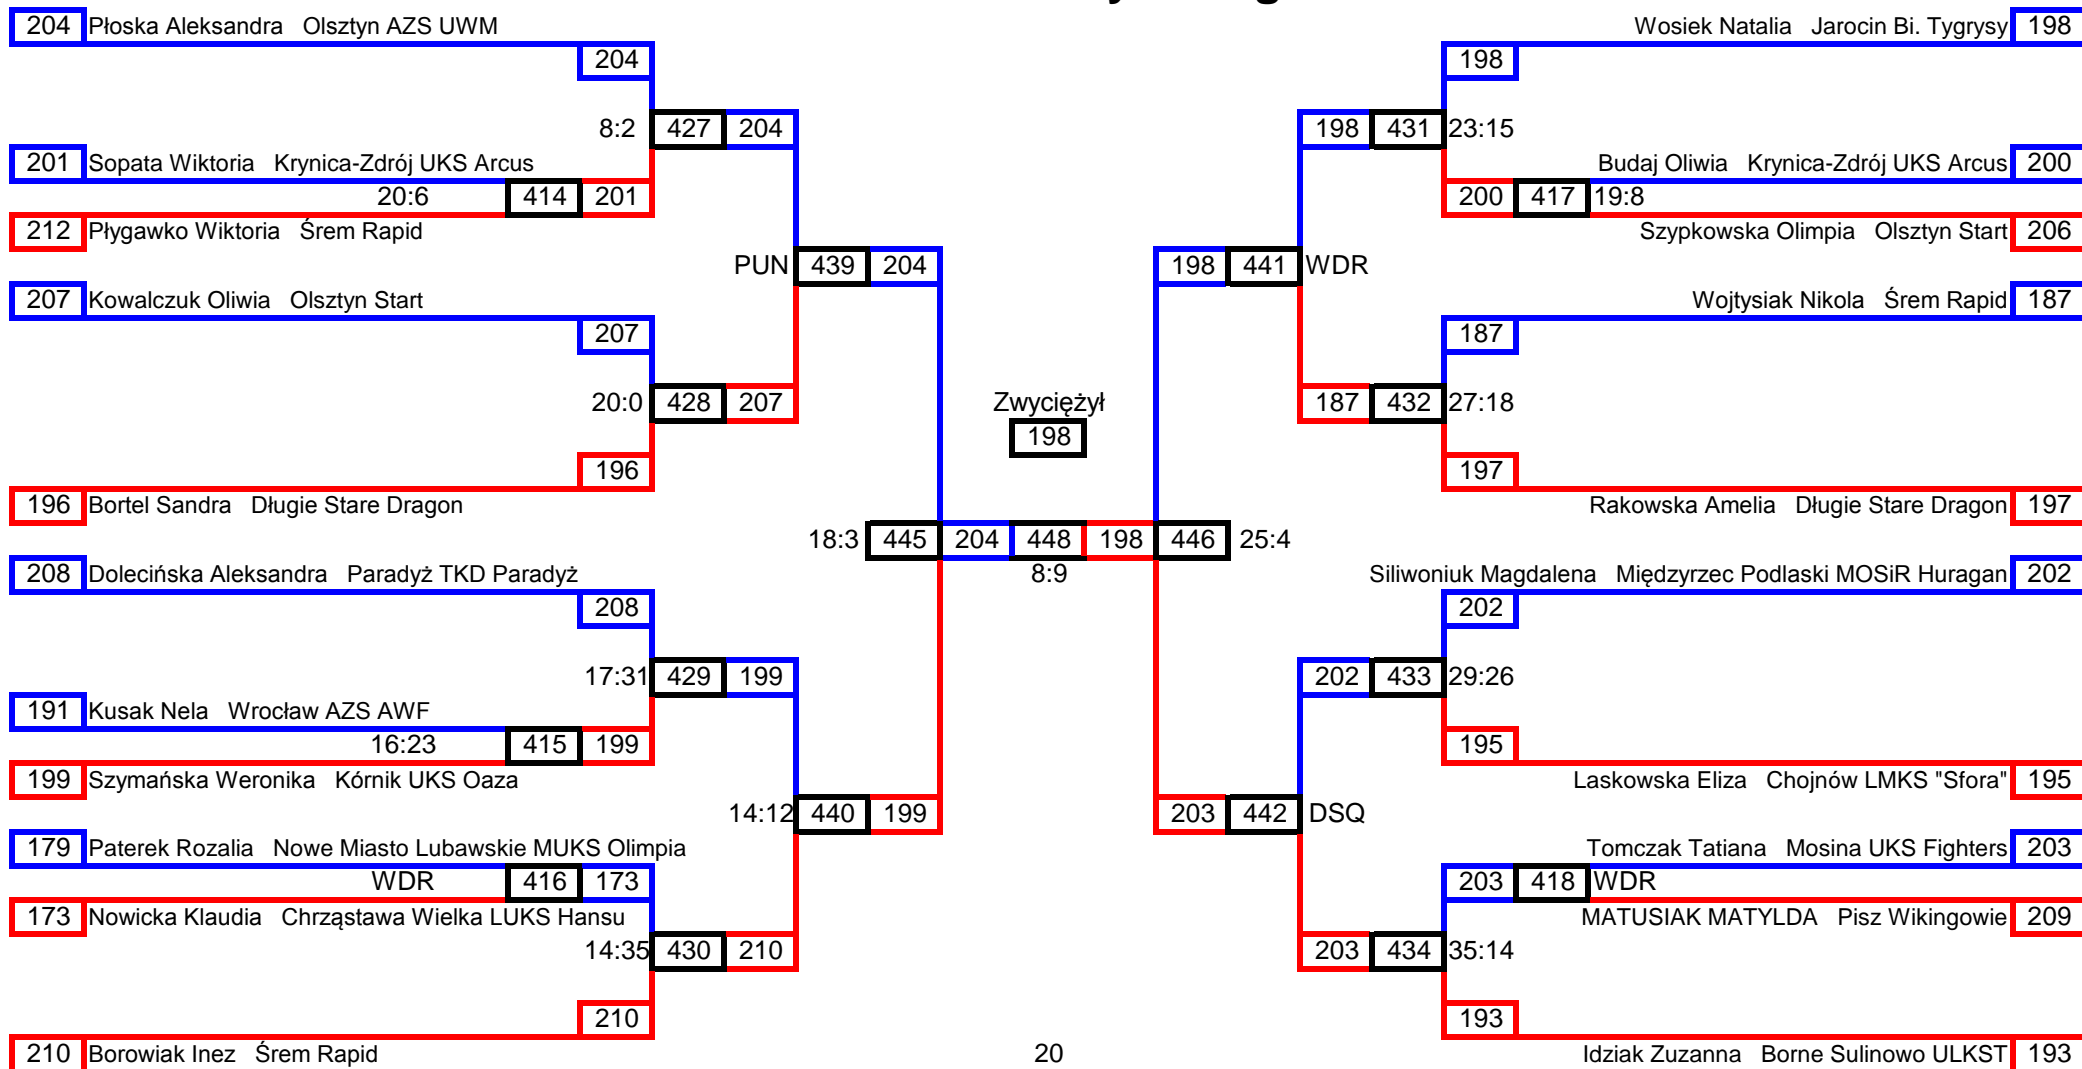 204 Płoska Aleksandra Olsztyn AZS UWM Wosiek Natalia Jarocin Bi. Tygrysy 198
204 198
8:2 427 204 198 431 23:15
201 Sopata Wiktoria Krynica-Zdrój UKS Arcus Budaj Oliwia Krynica-Zdrój UKS Arcus 200
20:6 414 201 200 417 19:8
212 Pługawko Wiktoria Śrem Rapid Szypkowska Olimpia Olsztyn Start 206
PUN 439 204 198 441 WDR
207 Kowalczuk Oliwia Olsztyn Start Wojtysiak Nikola Śrem Rapid 187
207 187
20:0 428 207 Zwyciężył 187 432 27:18
198
196 197
196 Bortel Sandra Długie Stare Dragon Rakowska Amelia Długie Stare Dragon 197
18:3 445 204 448 198 446 25:4
8:9
208 Dolecińska Aleksandra Paradyż TKD Paradyż Siliwoniuk Magdalena Międzyrzec Podlaski MOSiR Huragan 202
208 202
17:31 429 199 202 433 29:26
191 Kusak Nela Wrocław AZS AWF
16:23 415 199 195
199 Szymańska Weronika Kórnik UKS Oaza Laskowska Eliza Chojnów LMKS "Sfora" 195
14:12 440 199 203 442 DSQ
179 Paterek Rozalia Nowe Miasto Lubawskie MUKS Olimpia Tomczak Tatiana Mosina UKS Fighters 203
WDR 416 173 203 418 WDR
173 Nowicka Klaudia Chrząstawa Wielka LUKS Hansu MATUSIAK MATYLDA Pisz Wikingowie 209
14:35 430 210 203 434 35:14
210 193
210 Borowiak Inez Śrem Rapid 20 Idziak Zuzanna Borne Sulinowo ULKST 193